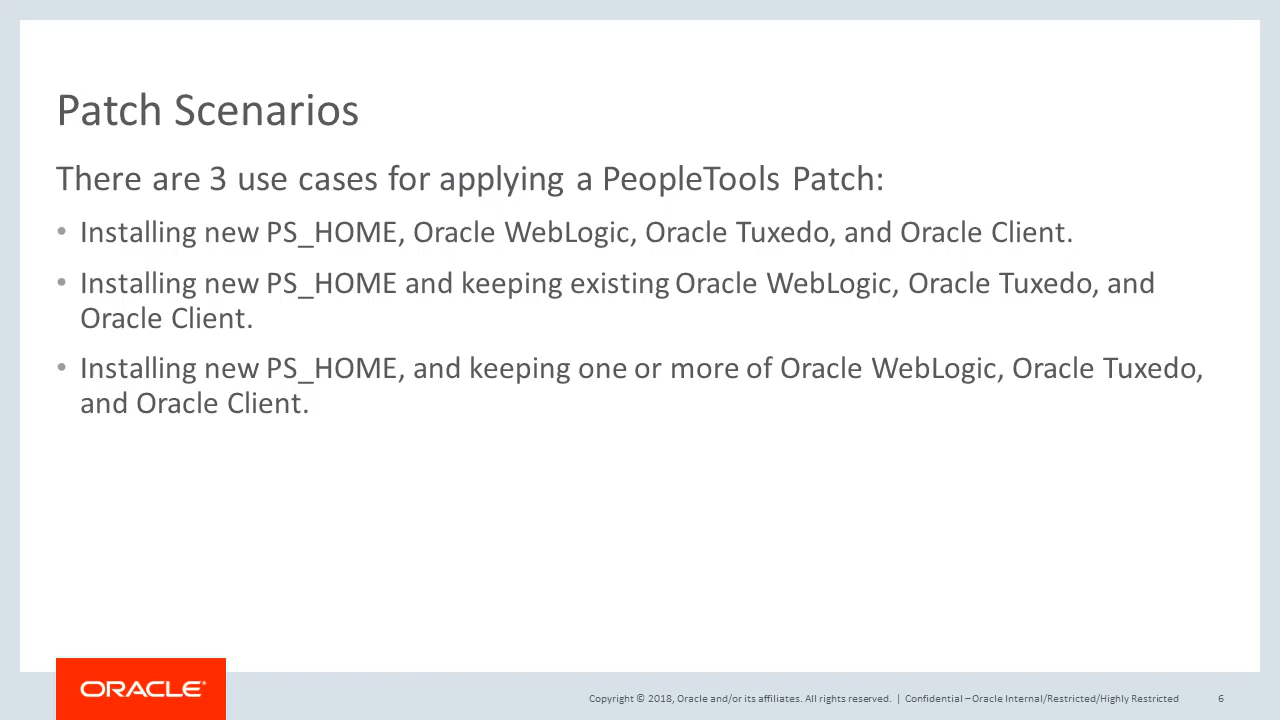 Patch Scenarios
There are 3 use cases for applying a PeopleTools Patch:
• Installing new PS_HOME, Oracle WebLogic, Oracle Tuxedo, and Oracle Client.
• Installing new PS_HOME and keeping existing Oracle WebLogic, Oracle Tuxedo, and
Oracle Client.
• Installing new PS_HOME, and keeping one or more of Oracle WebLogic, Oracle Tuxedo,
and Oracle Client.
ORACLE®
Copyright © 2018, Oracle and/or its affiliates. All rights reserved. | Confidential – Oracle Internal/Restricted/Highly Restricted 6